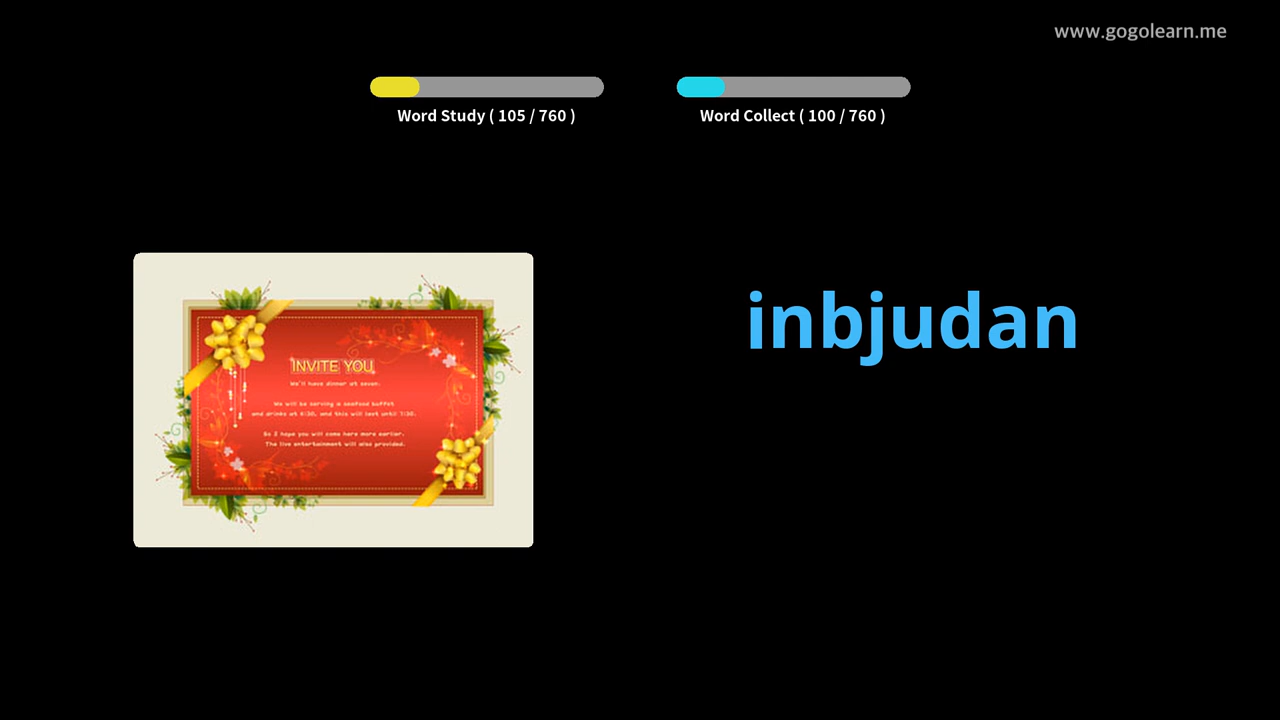 www.gogolearn.me
Word Study ( 105 / 760 )
Word Collect ( 100 / 760 )
inbjudan
INVITE YOU
We'll have dinner at seven.
We will be serving a seafood buffet
and drinks at 6:30, and this will last until 7:30.
So I hope you will come here more earlier.
The live entertainment will also provided.